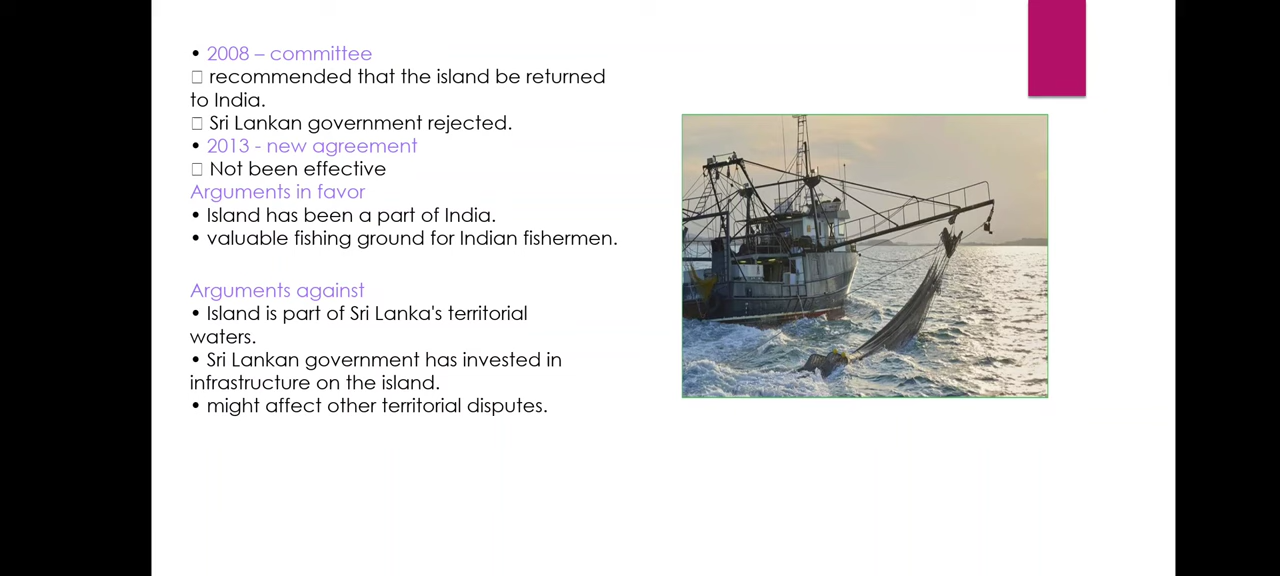 • 2008 – committee
□ recommended that the island be returned
to India.
□ Sri Lankan government rejected.
• 2013 - new agreement
□ Not been effective
Arguments in favor
• Island has been a part of India.
• valuable fishing ground for Indian fishermen.
Arguments against
• Island is part of Sri Lanka's territorial
waters.
• Sri Lankan government has invested in
infrastructure on the island.
• might affect other territorial disputes.